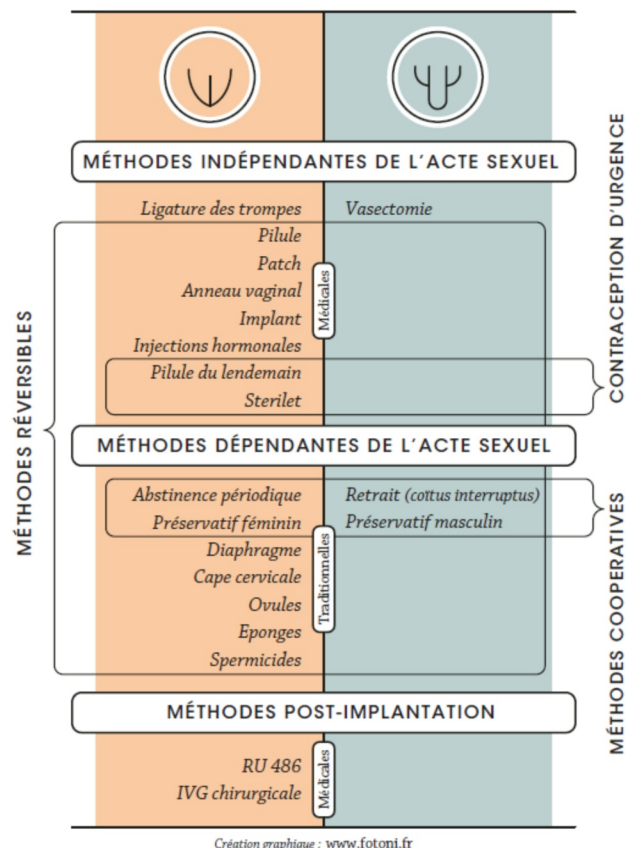 MÉTHODES INDÉPENDANTES DE L'ACTE SEXUEL
Ligature des trompes Vasectomie
Pilule
Patch
Anneau vaginal
Implant
Injections hormonales
Pilule du lendemain
Sterilet
Médicales
CONTRACEPTION D'URGENCE
MÉTHODES RÉVERSIBLES
MÉTHODES DÉPENDANTES DE L'ACTE SEXUEL
Abstinence périodique Retrait (coïtus interruptus)
Préservatif féminin Préservatif masculin
Diaphragme
Cape cervicale
Ovules
Eponges
Spermicides
Traditionnelles
MÉTHODES COOPERATIVES
MÉTHODES POST-IMPLANTATION
RU 486
IVG chirurgicale
Médicales
Création graphique : www.fotoni.fr